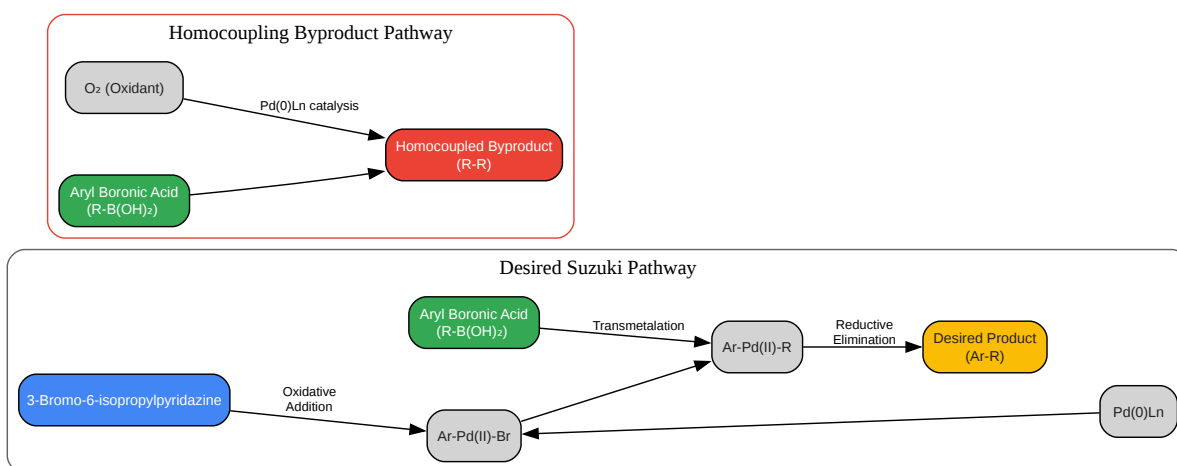 Homocoupling Byproduct Pathway
O₂ (Oxidant)
Pd(0)Ln catalysis
Homocoupled Byproduct
(R-R)
Aryl Boronic Acid
(R-B(OH)₂)
Desired Suzuki Pathway
Aryl Boronic Acid
(R-B(OH)₂)
Transmetalation
Ar-Pd(II)-R
Reductive
Elimination
Desired Product
(Ar-R)
3-Bromo-6-isopropylpyridazine
Oxidative
Addition
Ar-Pd(II)-Br
Pd(0)Ln